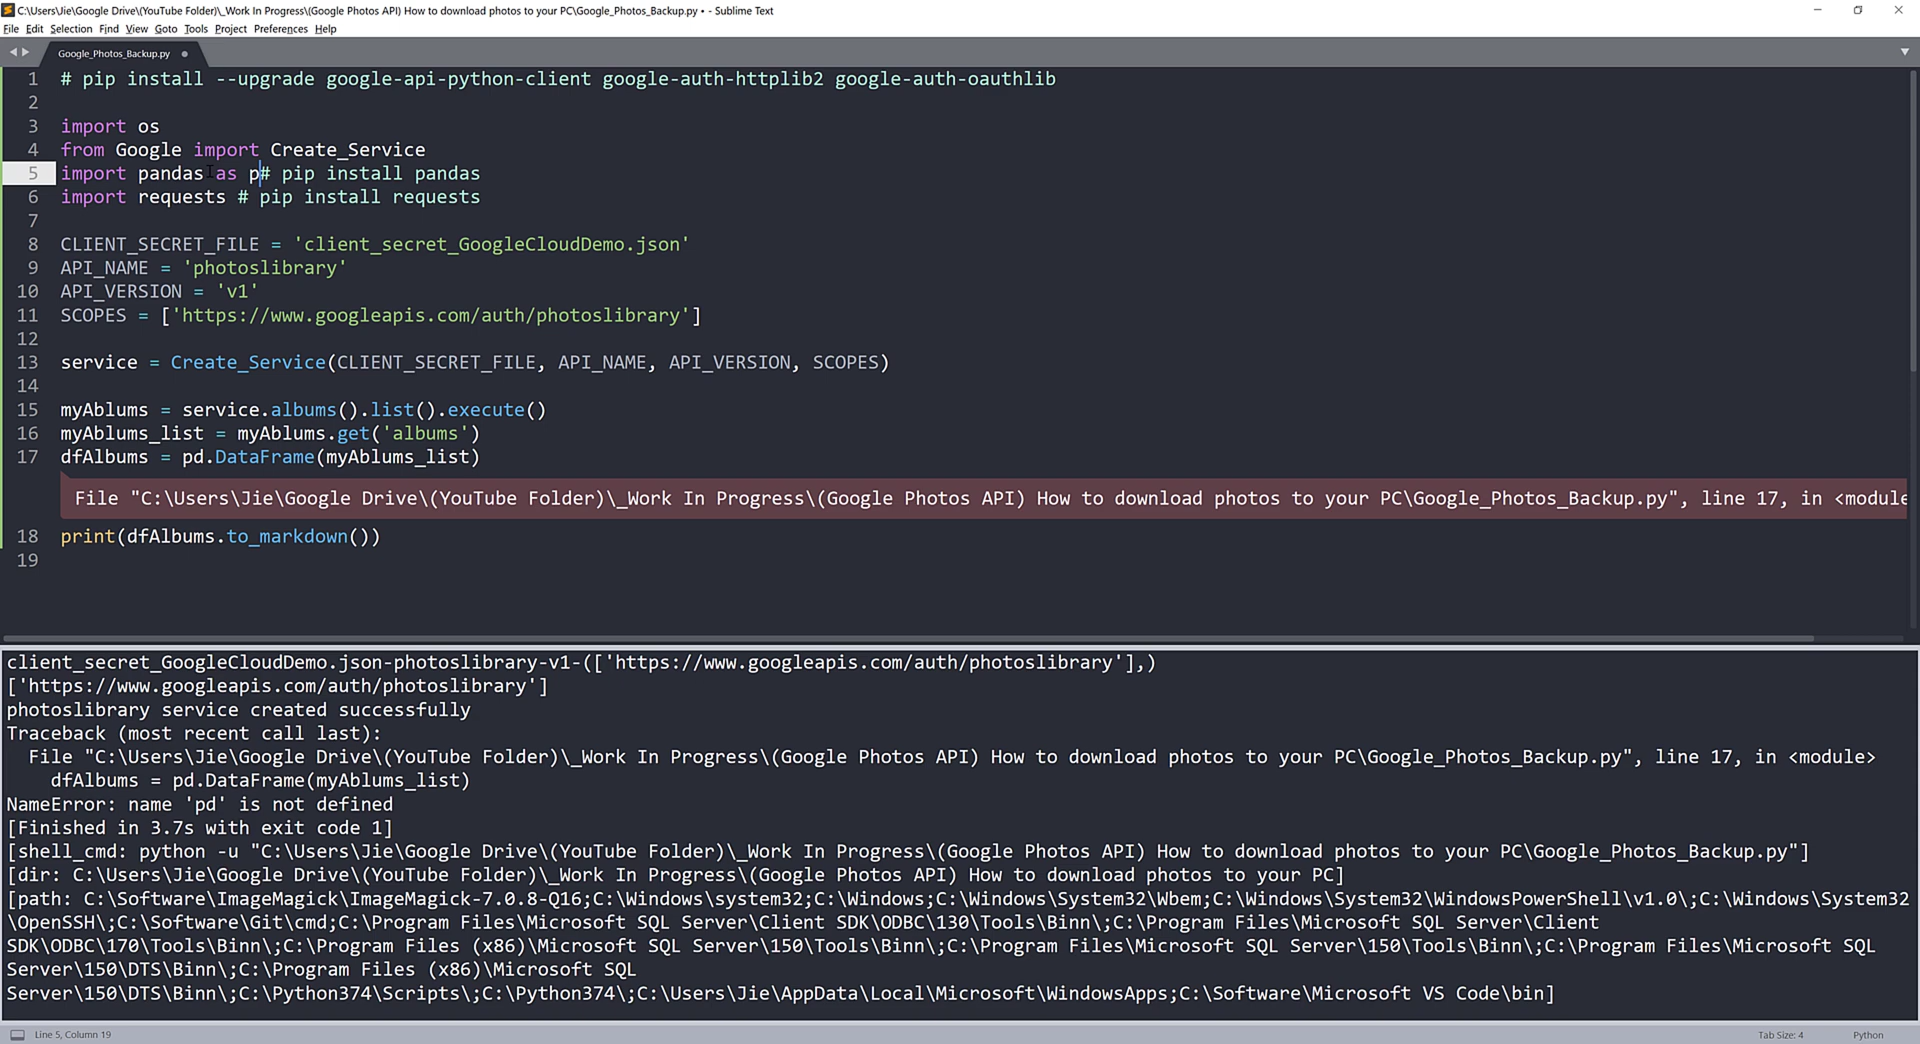 C:\Users\Jie\Google Drive\(YouTube Folder)\_Work In Progress\(Google Photos API) How to download photos to your PC\Google_Photos_Backup.py • - Sublime Text
File Edit Selection Find View Goto Tools Project Preferences Help
Google_Photos_Backup.py
1 # pip install --upgrade google-api-python-client google-auth-httplib2 google-auth-oauthlib
2
3 import os
4 from Google import Create_Service
5 import pandas as p# pip install pandas
6 import requests # pip install requests
7
8 CLIENT_SECRET_FILE = 'client_secret_GoogleCloudDemo.json'
9 API_NAME = 'photoslibrary'
10 API_VERSION = 'v1'
11 SCOPES = ['https://www.googleapis.com/auth/photoslibrary']
12
13 service = Create_Service(CLIENT_SECRET_FILE, API_NAME, API_VERSION, SCOPES)
14
15 myAblums = service.albums().list().execute()
16 myAblums_list = myAblums.get('albums')
17 dfAlbums = pd.DataFrame(myAblums_list)
File "C:\Users\Jie\Google Drive\(YouTube Folder)\_Work In Progress\(Google Photos API) How to download photos to your PC\Google_Photos_Backup.py", line 17, in <module
18 print(dfAlbums.to_markdown())
19
client_secret_GoogleCloudDemo.json-photoslibrary-v1-(['https://www.googleapis.com/auth/photoslibrary'],)
['https://www.googleapis.com/auth/photoslibrary']
photoslibrary service created successfully
Traceback (most recent call last):
File "C:\Users\Jie\Google Drive\(YouTube Folder)\_Work In Progress\(Google Photos API) How to download photos to your PC\Google_Photos_Backup.py", line 17, in <module>
dfAlbums = pd.DataFrame(myAblums_list)
NameError: name 'pd' is not defined
[Finished in 3.7s with exit code 1]
[shell_cmd: python -u "C:\Users\Jie\Google Drive\(YouTube Folder)\_Work In Progress\(Google Photos API) How to download photos to your PC\Google_Photos_Backup.py"]
[dir: C:\Users\Jie\Google Drive\(YouTube Folder)\_Work In Progress\(Google Photos API) How to download photos to your PC]
[path: C:\Software\ImageMagick\ImageMagick-7.0.8-Q16;C:\Windows\system32;C:\Windows;C:\Windows\System32\Wbem;C:\Windows\System32\WindowsPowerShell\v1.0\;C:\Windows\System32
\OpenSSH\;C:\Software\Git\cmd;C:\Program Files\Microsoft SQL Server\Client SDK\ODBC\130\Tools\Binn\;C:\Program Files\Microsoft SQL Server\Client
SDK\ODBC\170\Tools\Binn\;C:\Program Files (x86)\Microsoft SQL Server\150\Tools\Binn\;C:\Program Files\Microsoft SQL Server\150\Tools\Binn\;C:\Program Files\Microsoft SQL
Server\150\DTS\Binn\;C:\Program Files (x86)\Microsoft SQL
Server\150\DTS\Binn\;C:\Python374\Scripts\;C:\Python374\;C:\Users\Jie\AppData\Local\Microsoft\WindowsApps;C:\Software\Microsoft VS Code\bin]
Line 5, Column 19
Tab Size: 4
Python